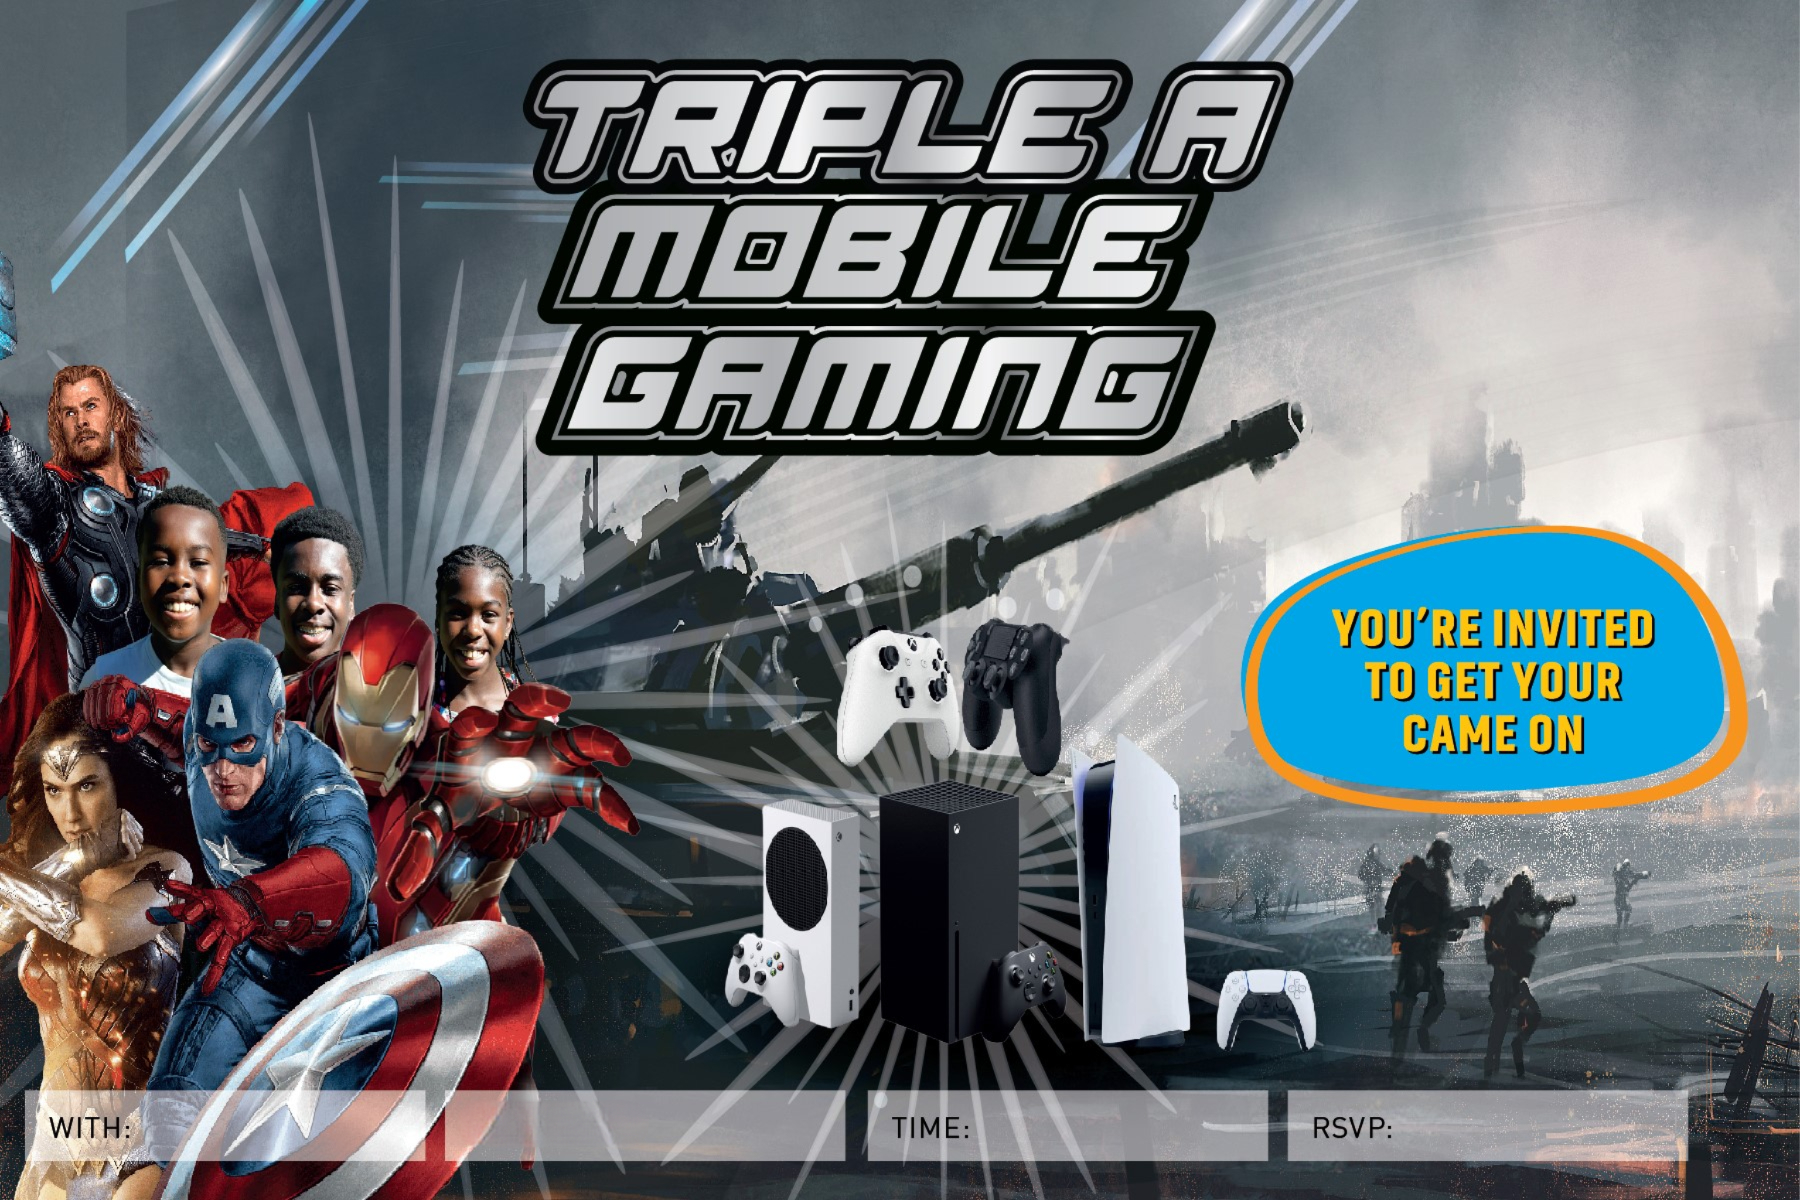 TRIPLE A
MOBILE
GAMING
YOU'RE INVITED
TO GET YOUR
CAME ON
A
WITH:
TIME:
RSVP: